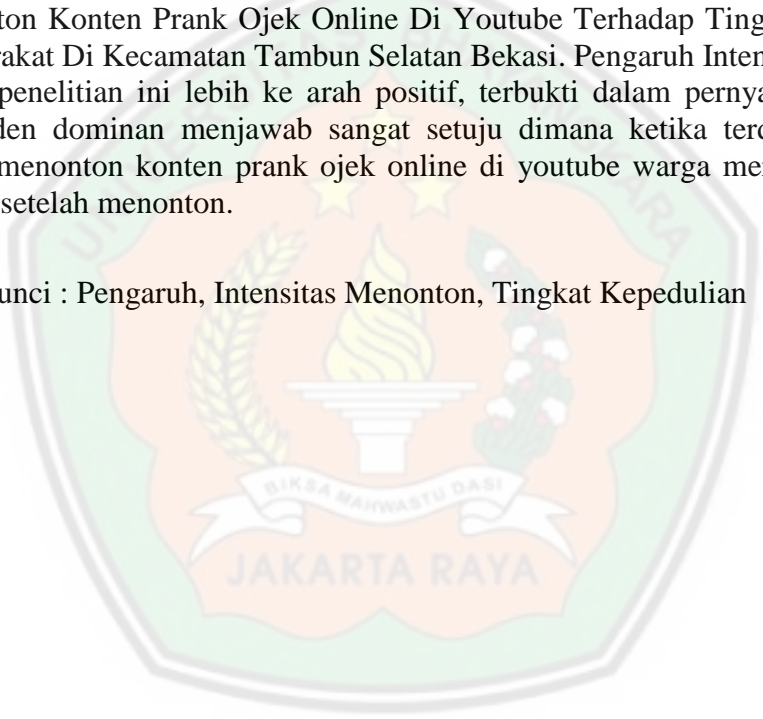 ton Konten Prank Ojek Online Di Youtube Terhadap Ting
rakat Di Kecamatan Tambun Selatan Bekasi. Pengaruh Inten
penelitian ini lebih ke arah positif, terbukti dalam pernya
den dominan menjawab sangat setuju dimana ketika ter
menonton konten prank ojek online di youtube warga me
setelah menonton.
unci : Pengaruh, Intensitas Menonton, Tingkat Kepedulian
BIKSA MAHWASTU DASI
JAKARTA RAYA